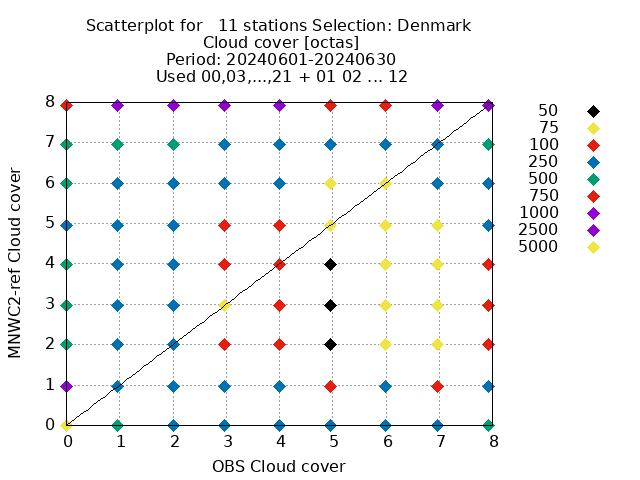 Scatterplot for   11 stations Selection: Denmark
Cloud cover [octas]
Period: 20240601-20240630
Used 00,03,...,21 + 01 02 ... 12
MNWC2-ref Cloud cover
8
7
6
5
4
3
2
1
0
0 1 2 3 4 5 6 7 8
OBS Cloud cover
50
75
100
250
500
750
1000
2500
5000